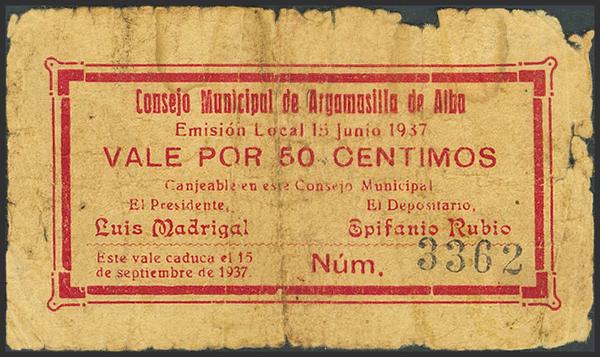 Consejo Municipal de Argamasilla de Alba
Emisión Local 15 Junio 1937
VALE POR 50 CENTIMOS
Canjeable en este Consejo Municipal
El Presidente,
El Depositario,
Luis Madrigal
Epifanio Rubio
Este vale caduca el 15
de septiembre de 1937.
Núm. 3362